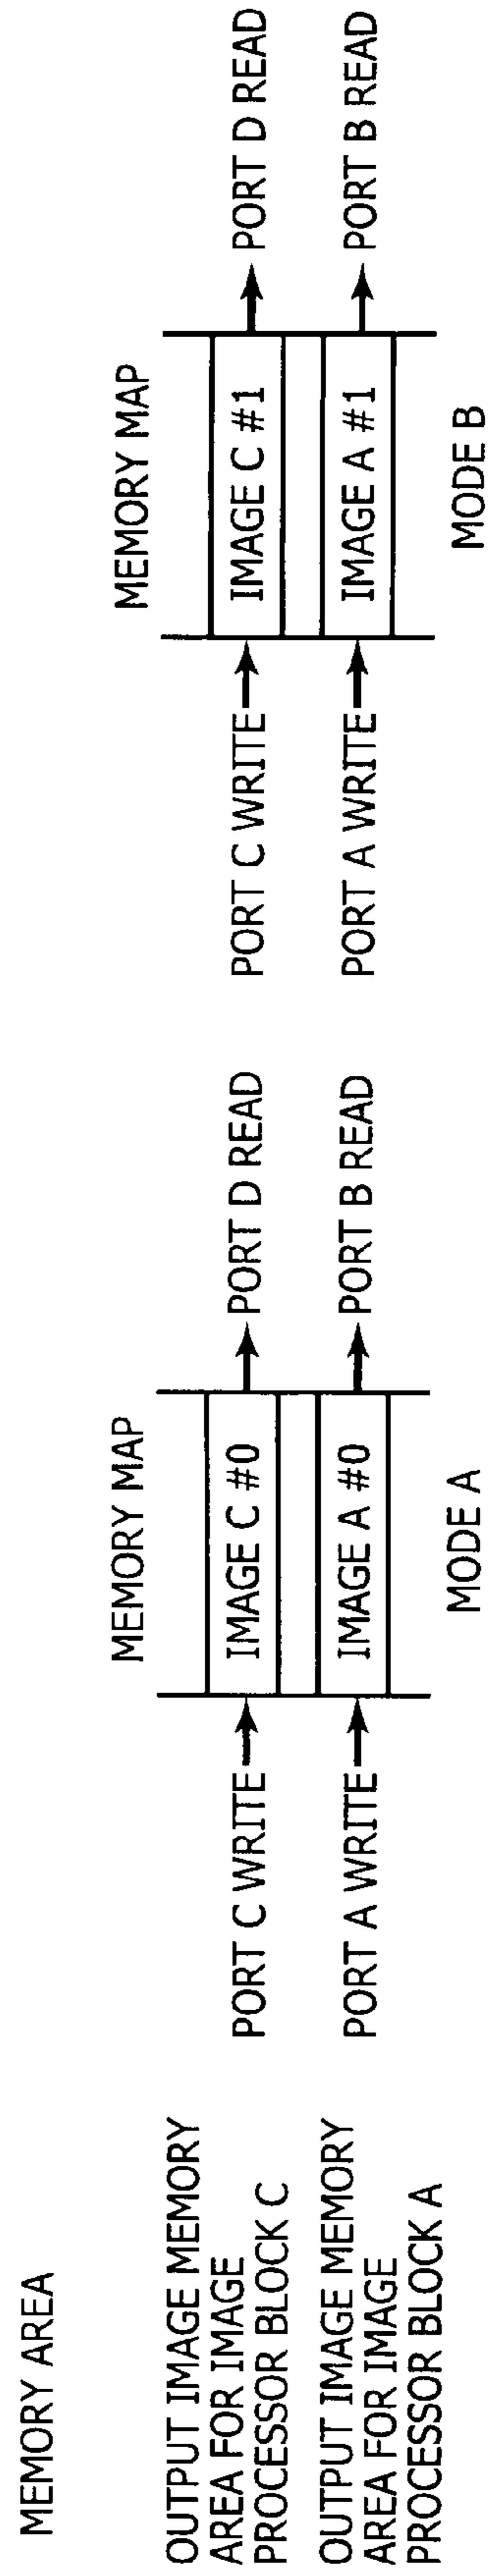 MEMORY AREA
OUTPUT IMAGE MEMORY
AREA FOR IMAGE
PROCESSOR BLOCK C
OUTPUT IMAGE MEMORY
AREA FOR IMAGE
PROCESSOR BLOCK A
MEMORY MAP
PORT C WRITE
IMAGE C #0
PORT D READ
PORT A WRITE
IMAGE A #0
PORT B READ
MODE A
MEMORY MAP
PORT C WRITE
IMAGE C #1
PORT D READ
PORT A WRITE
IMAGE A #1
PORT B READ
MODE B